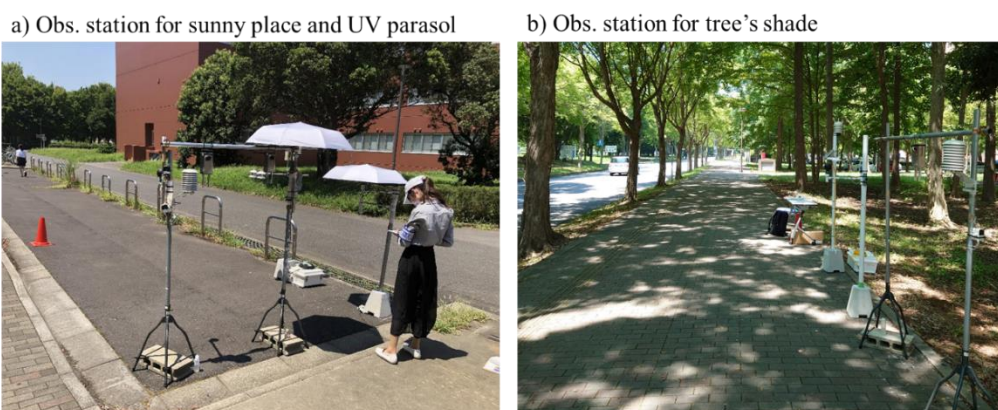 a) Obs. station for sunny place and UV parasol
b) Obs. station for tree's shade